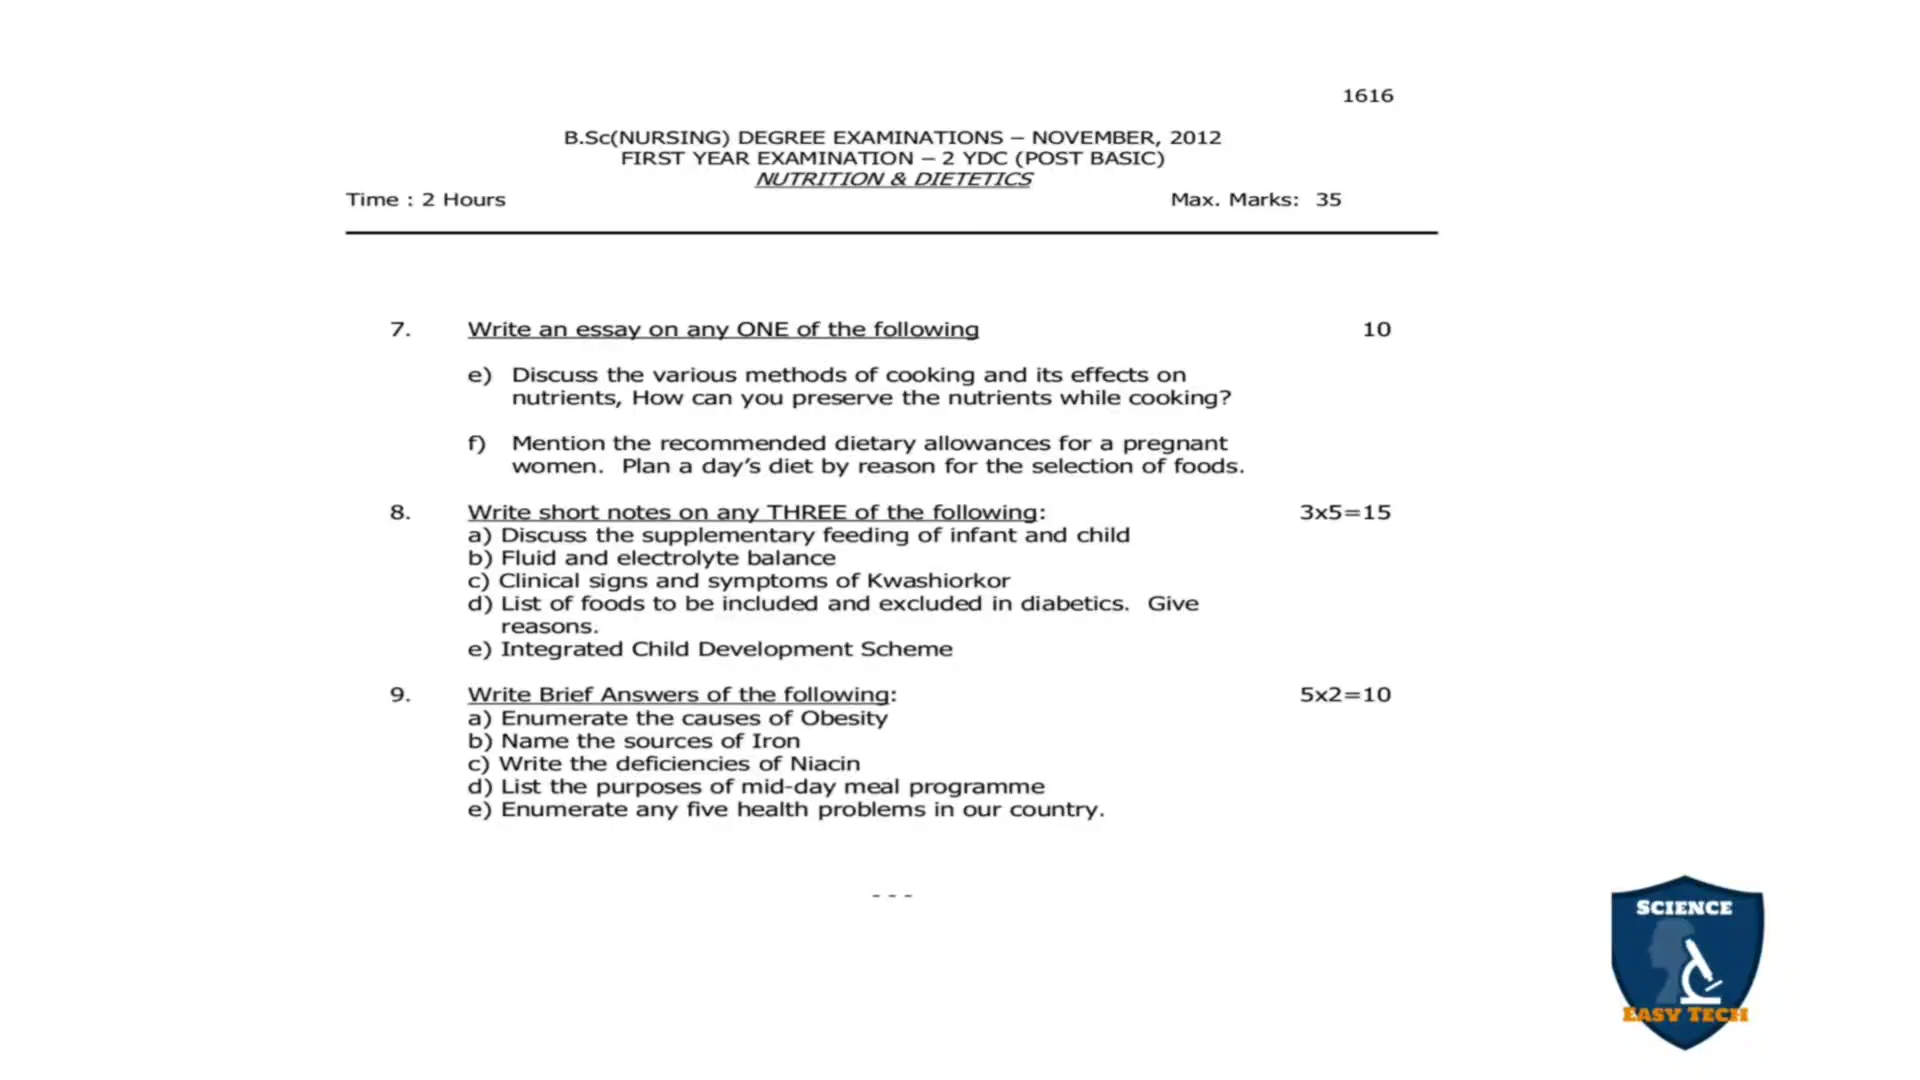 1616
B.Sc(NURSING) DEGREE EXAMINATIONS – NOVEMBER, 2012
FIRST YEAR EXAMINATION – 2 YDC (POST BASIC)
NUTRITION & DIETETICS
Time : 2 Hours Max. Marks: 35
7. Write an essay on any ONE of the following 10
e) Discuss the various methods of cooking and its effects on
nutrients, How can you preserve the nutrients while cooking?
f) Mention the recommended dietary allowances for a pregnant
women. Plan a day’s diet by reason for the selection of foods.
8. Write short notes on any THREE of the following: 3x5=15
a) Discuss the supplementary feeding of infant and child
b) Fluid and electrolyte balance
c) Clinical signs and symptoms of Kwashiorkor
d) List of foods to be included and excluded in diabetics. Give
reasons.
e) Integrated Child Development Scheme
9. Write Brief Answers of the following: 5x2=10
a) Enumerate the causes of Obesity
b) Name the sources of Iron
c) Write the deficiencies of Niacin
d) List the purposes of mid-day meal programme
e) Enumerate any five health problems in our country.
- - -
SCIENCE
EASY TECH